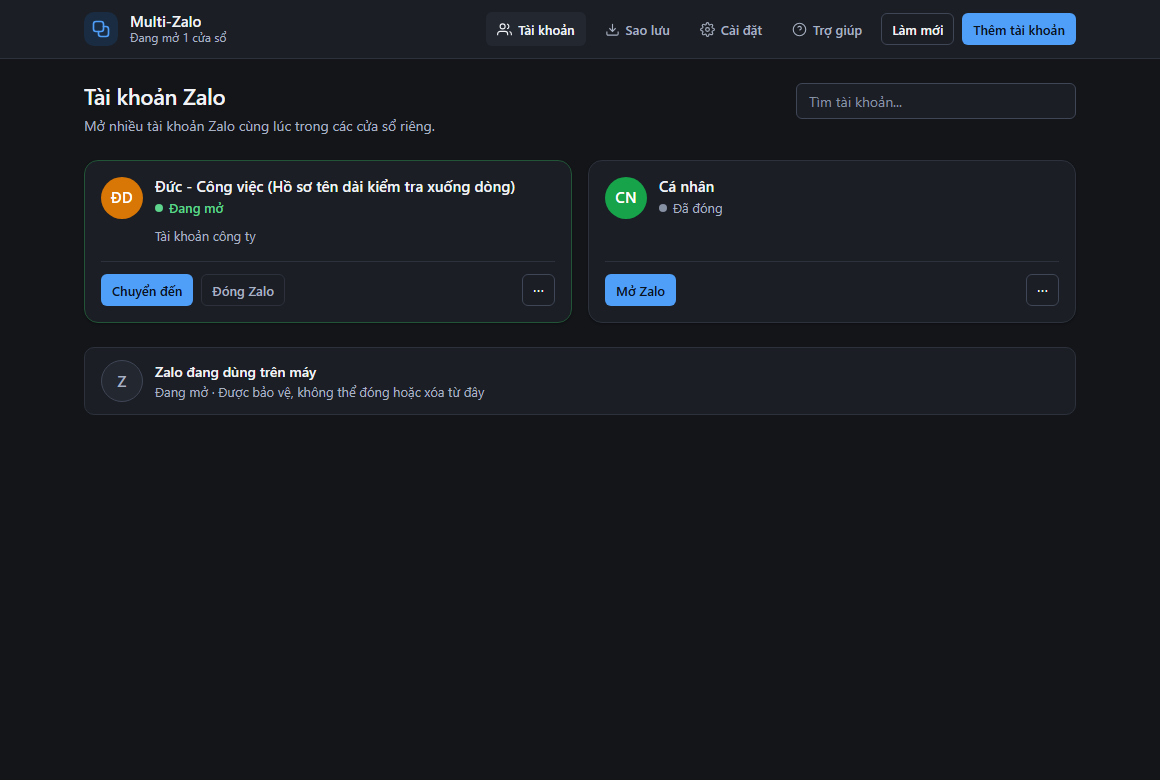 Multi-Zalo
Đang mở 1 cửa sổ
Tài khoản
Sao lưu
Cài đặt
Trợ giúp
Làm mới
Thêm tài khoản
Tài khoản Zalo
Mở nhiều tài khoản Zalo cùng lúc trong các cửa sổ riêng.
Tìm tài khoản...
ĐD
Đức - Công việc (Hồ sơ tên dài kiểm tra xuống dòng)
Đang mở
Tài khoản công ty
Chuyển đến
Đóng Zalo
...
CN
Cá nhân
Đã đóng
Mở Zalo
...
Z
Zalo đang dùng trên máy
Đang mở · Được bảo vệ, không thể đóng hoặc xóa từ đây